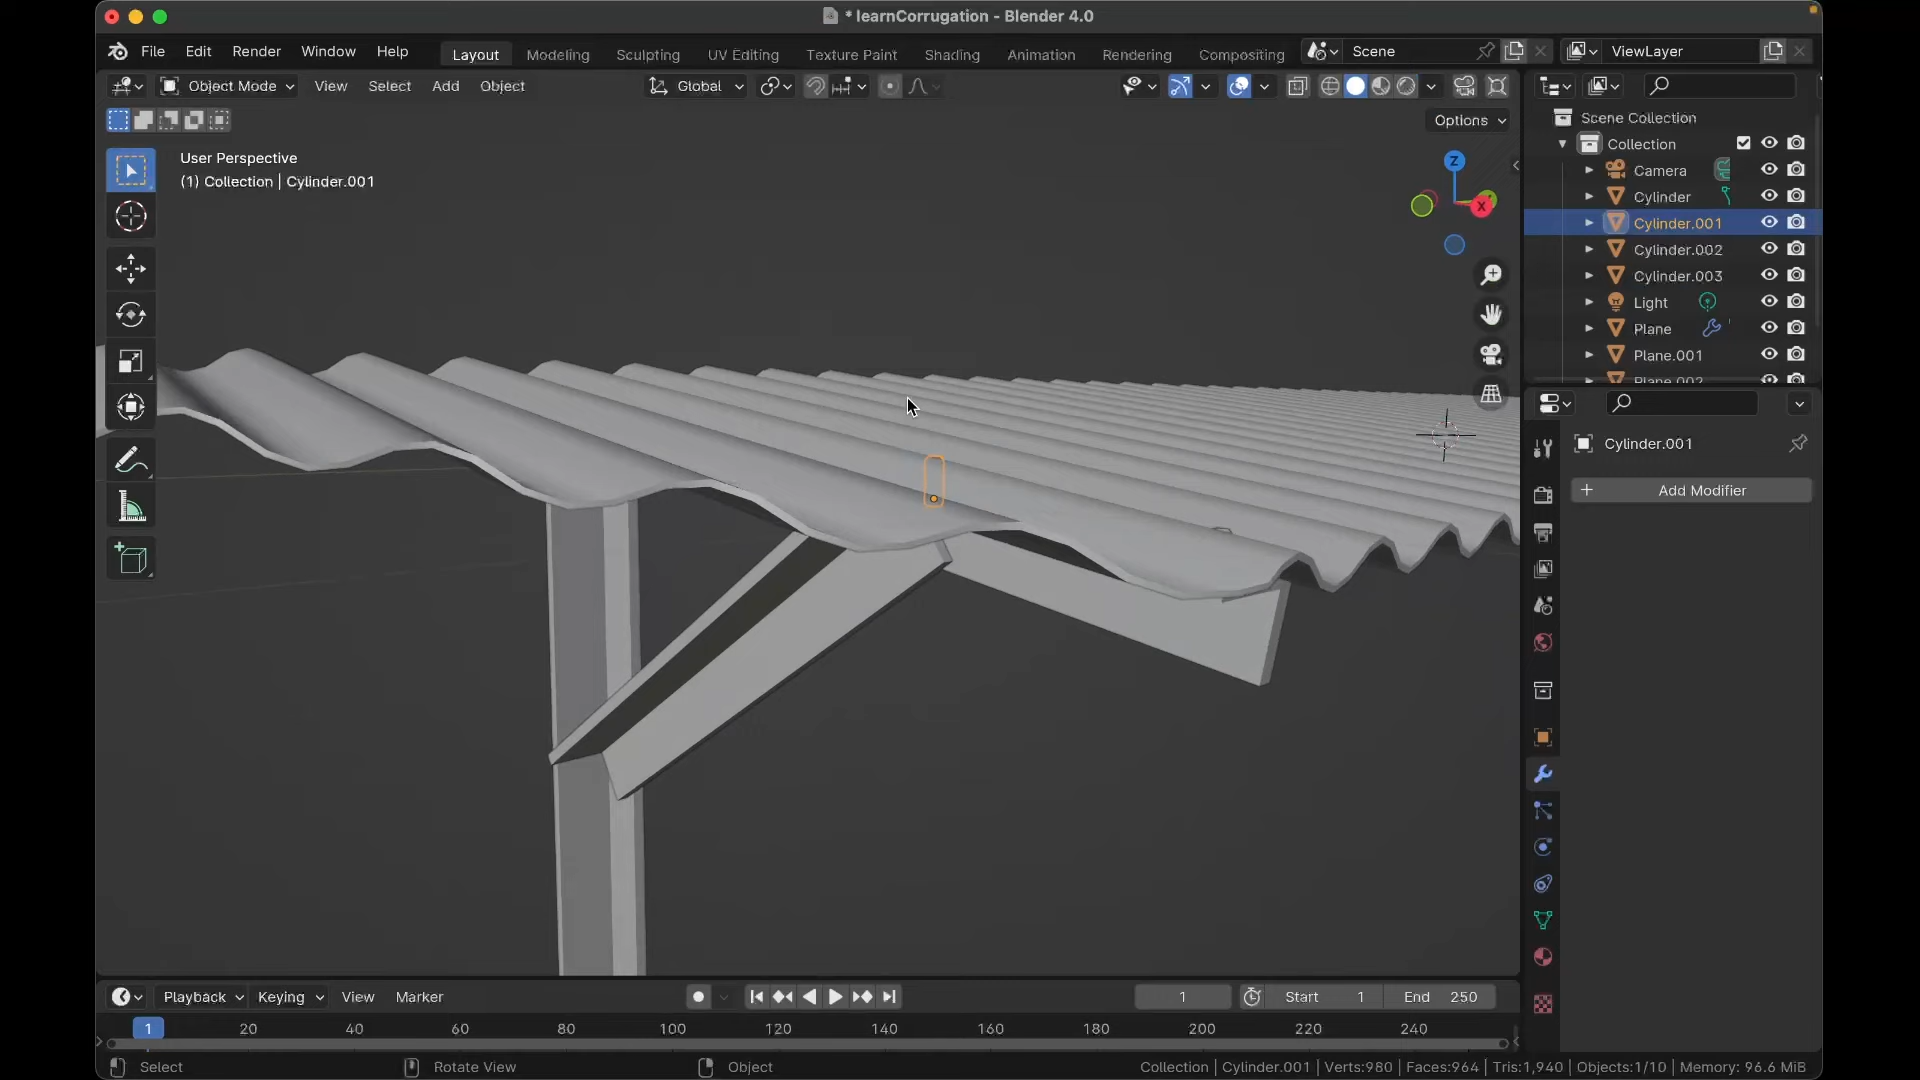 * learnCorrugation - Blender 4.0
File Edit Render Window Help Layout Modeling Sculpting UV Editing Texture Paint Shading Animation Rendering Compositing Scene ViewLayer
Object Mode View Select Add Object Global
Options
User Perspective
(1) Collection | Cylinder.001
Z
X
Scene Collection
Collection
Camera
Cylinder
Cylinder.001
Cylinder.002
Cylinder.003
Light
Plane
Plane.001
Plane.002
Cylinder.001
Add Modifier
Playback Keying View Marker 1 Start 1 End 250
1 20 40 60 80 100 120 140 160 180 200 220 240
Select Rotate View Object Collection | Cylinder.001 | Verts:980 | Faces:964 | Tris:1,940 | Objects:1/10 | Memory: 96.6 MiB